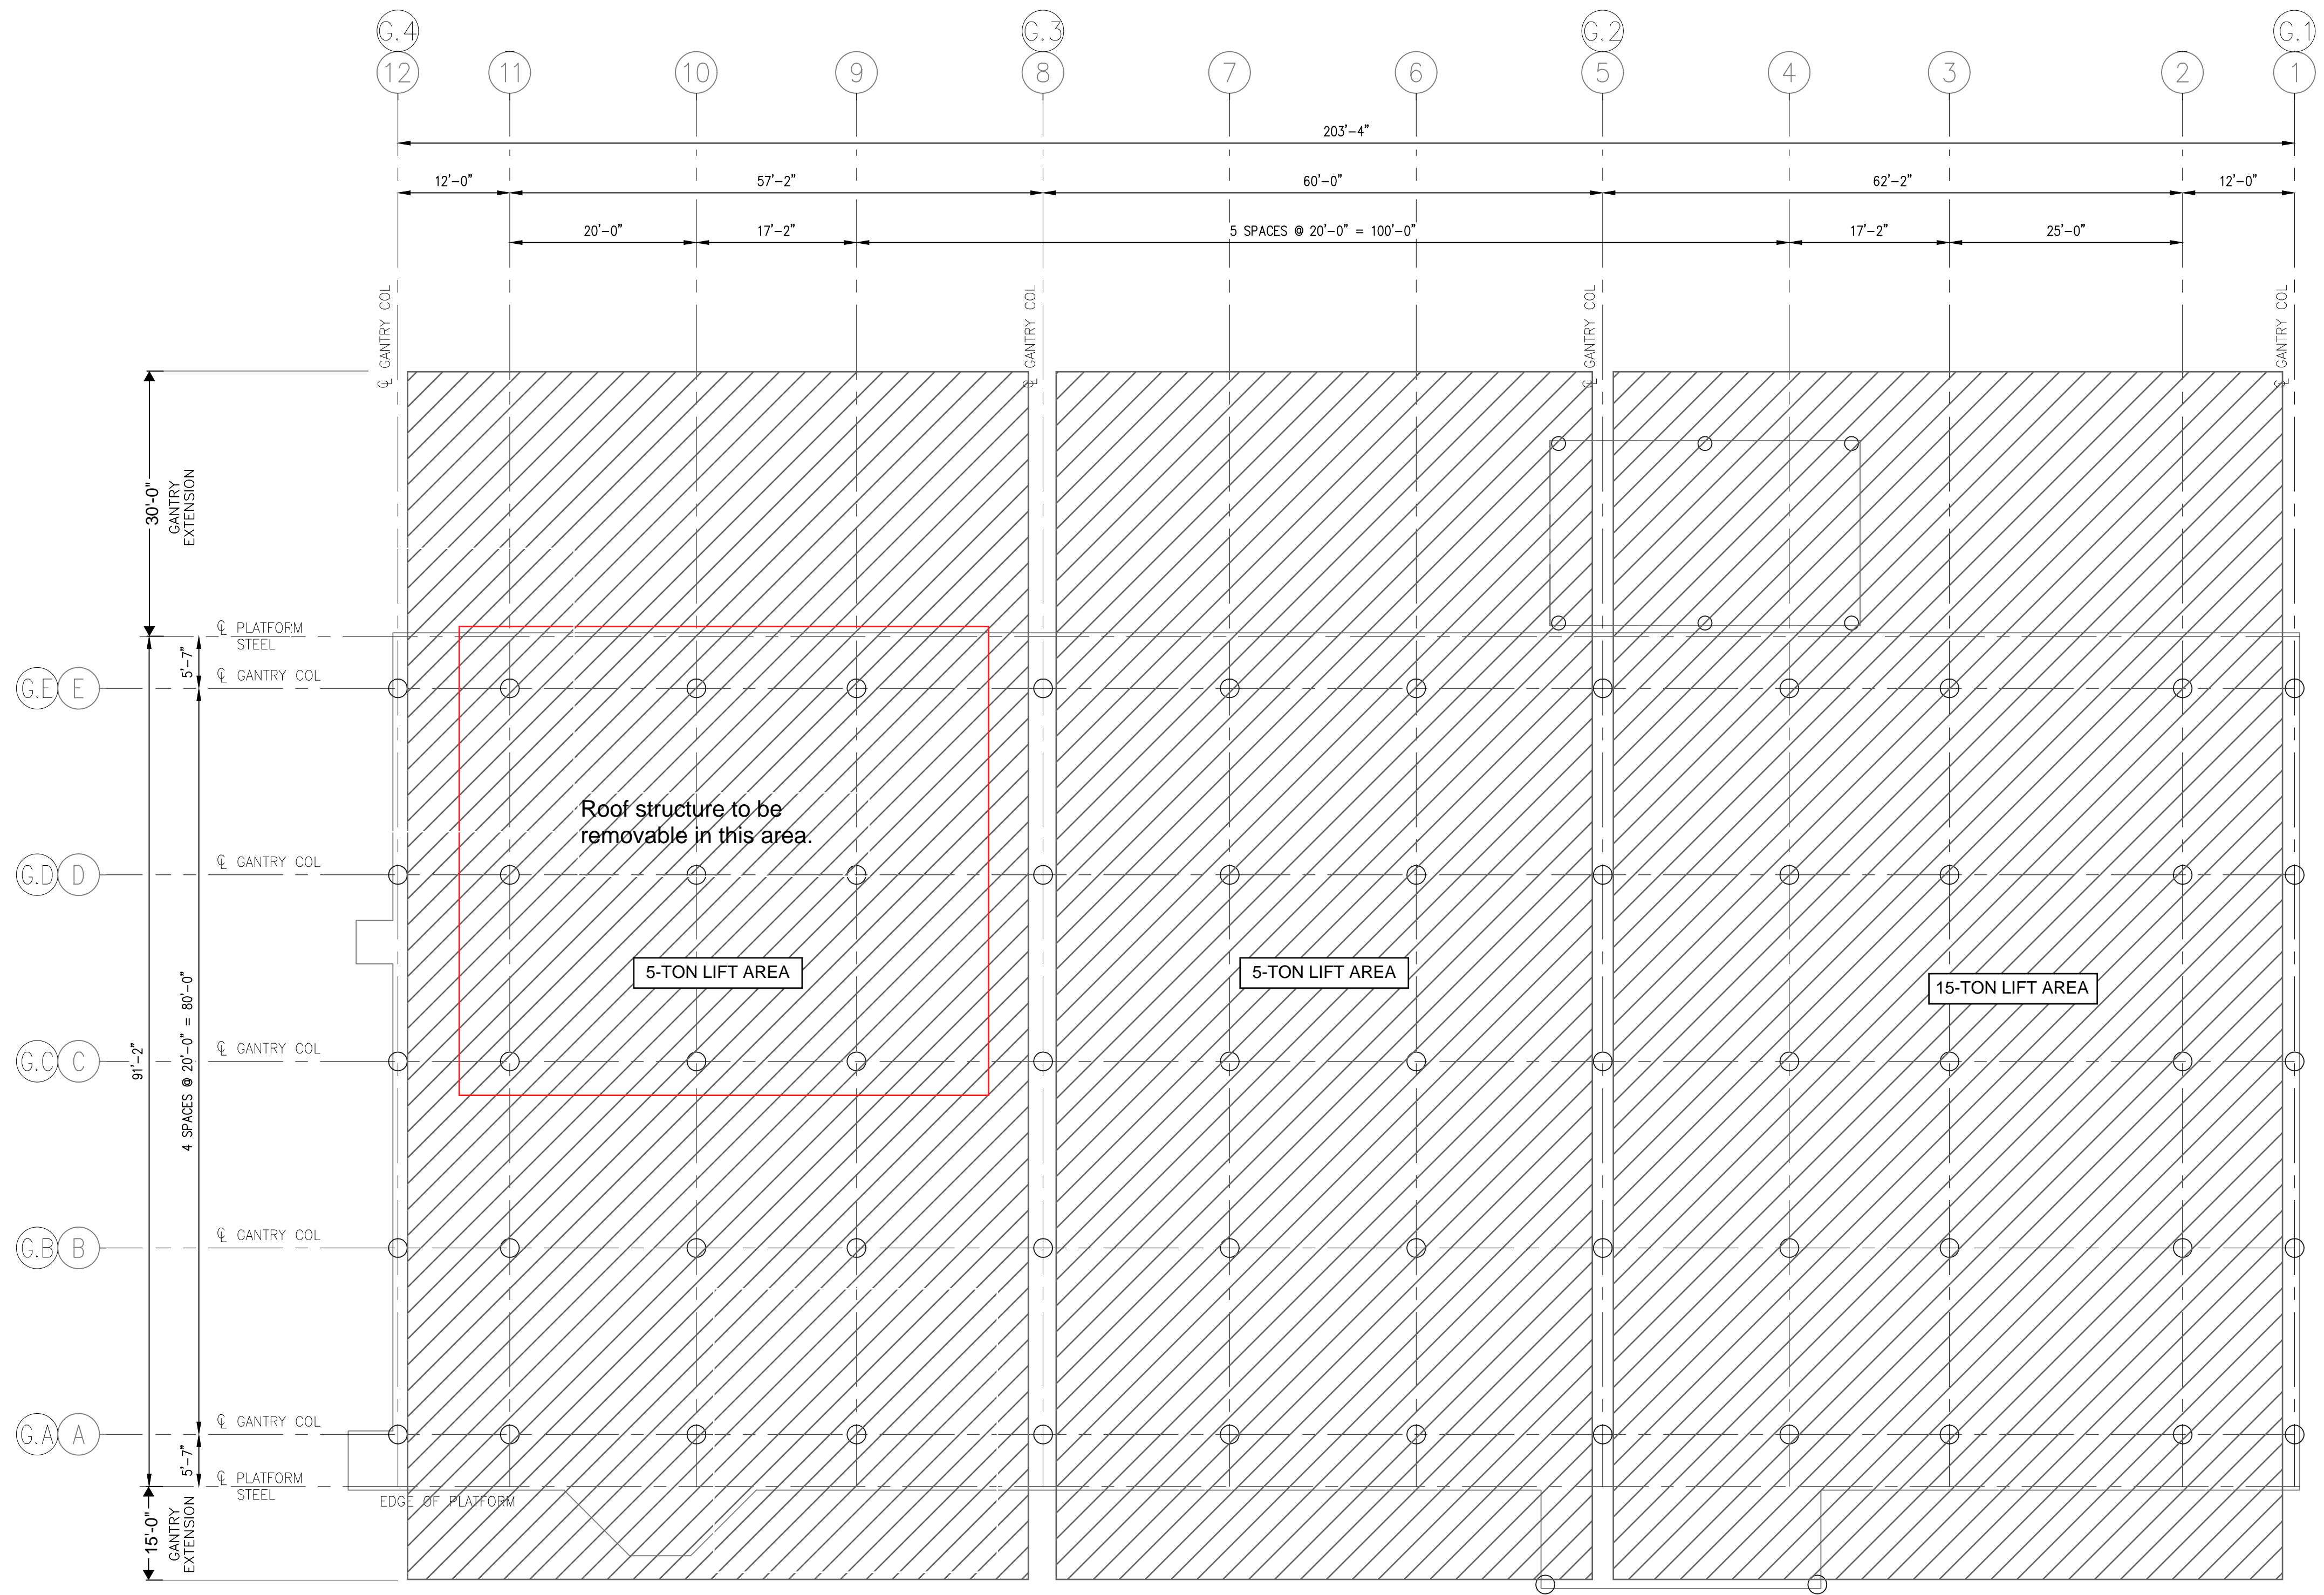 G.4 G.3 G.2 G.1
12 11 10 9 8 7 6 5 4 3 2 1
203'-4"
12'-0" 57'-2" 60'-0" 62'-2" 12'-0"
20'-0" 17'-2" 5 SPACES @ 20'-0" = 100'-0" 17'-2" 25'-0"
℄ GANTRY COL
℄ GANTRY COL
℄ GANTRY COL
℄ GANTRY COL
30'-0"
GANTRY
EXTENSION
℄ PLATFORM
STEEL
5'-7"
G.E E ℄ GANTRY COL
Roof structure to be
removable in this area.
G.D D ℄ GANTRY COL
5-TON LIFT AREA 5-TON LIFT AREA 15-TON LIFT AREA
91'-2"
4 SPACES @ 20'-0" = 80'-0"
G.C C ℄ GANTRY COL
G.B B ℄ GANTRY COL
G.A A ℄ GANTRY COL
5'-7"
℄ PLATFORM
STEEL
EDGE OF PLATFORM
15'-0"
GANTRY
EXTENSION